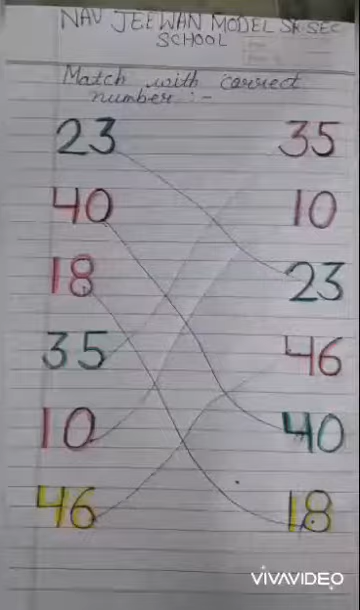 NAV JEEWAN MODEL SR SEC
SCHOOL
Match with correct
number :-
23 35
40 10
18 23
35 46
10 40
46 18
VIVAVIDEO